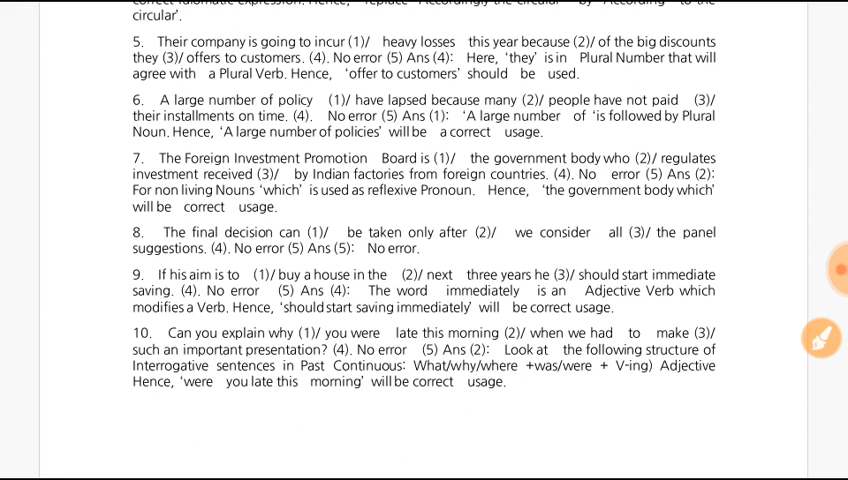 correct Idiomatic expression. Hence, replace 'Accordingly the circular' by 'According to the
circular'.
5. Their company is going to incur (1)/ heavy losses this year because (2)/ of the big discounts
they (3)/ offers to customers. (4). No error (5) Ans (4): Here, 'they' is in Plural Number that will
agree with a Plural Verb. Hence, 'offer to customers' should be used.
6. A large number of policy (1)/ have lapsed because many (2)/ people have not paid (3)/
their installments on time. (4). No error (5) Ans (1): 'A large number of 'is followed by Plural
Noun. Hence, 'A large number of policies' will be a correct usage.
7. The Foreign Investment Promotion Board is (1)/ the government body who (2)/ regulates
investment received (3)/ by Indian factories from foreign countries. (4). No error (5) Ans (2):
For non living Nouns 'which' is used as reflexive Pronoun. Hence, 'the government body which'
will be correct usage.
8. The final decision can (1)/ be taken only after (2)/ we consider all (3)/ the panel
suggestions. (4). No error (5) Ans (5): No error.
9. If his aim is to (1)/ buy a house in the (2)/ next three years he (3)/ should start immediate
saving. (4). No error (5) Ans (4): The word immediately is an Adjective Verb which
modifies a Verb. Hence, 'should start saving immediately' will be correct usage.
10. Can you explain why (1)/ you were late this morning (2)/ when we had to make (3)/
such an important presentation? (4). No error (5) Ans (2): Look at the following structure of
Interrogative sentences in Past Continuous: What/why/where +was/were + V-ing) Adjective
Hence, 'were you late this morning' will be correct usage.